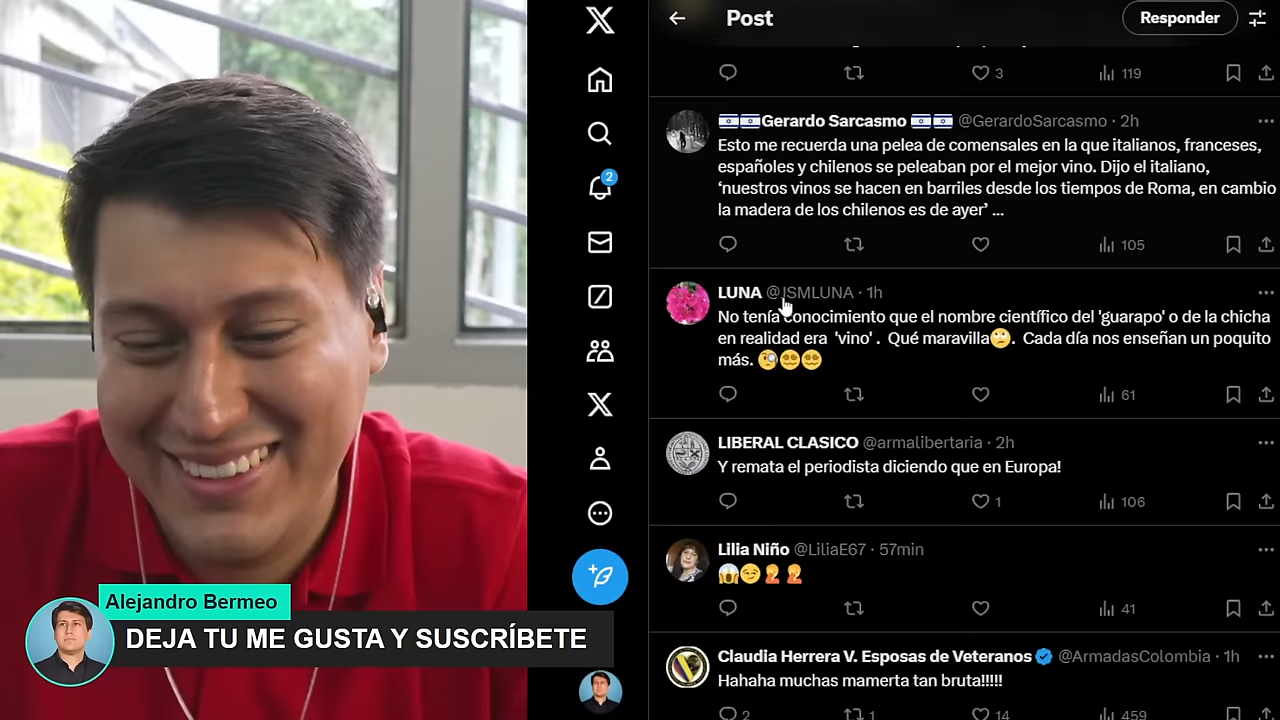 Post
Responder
3
119
Gerardo Sarcasmo @GerardoSarcasmo · 2h
Esto me recuerda una pelea de comensales en la que italianos, franceses,
españoles y chilenos se peleaban por el mejor vino. Dijo el italiano,
‘nuestros vinos se hacen en barriles desde los tiempos de Roma, en cambio
la madera de los chilenos es de ayer’ ...
105
LUNA @JSMLUNA · 1h
No tenía conocimiento que el nombre científico del 'guarapo' o de la chicha
en realidad era 'vino' . Qué maravilla🙄. Cada día nos enseñan un poquito
más. 🧐😵‍💫😵‍💫
61
LIBERAL CLASICO @armalibertaria · 2h
Y remata el periodista diciendo que en Europa!
1
106
Lilia Niño @LiliaE67 · 57min
41
Claudia Herrera V. Esposas de Veteranos @ArmadasColombia · 1h
Hahaha muchas mamerta tan bruta!!!!!
2
1
14
459
2
Alejandro Bermeo
DEJA TU ME GUSTA Y SUSCRÍBETE